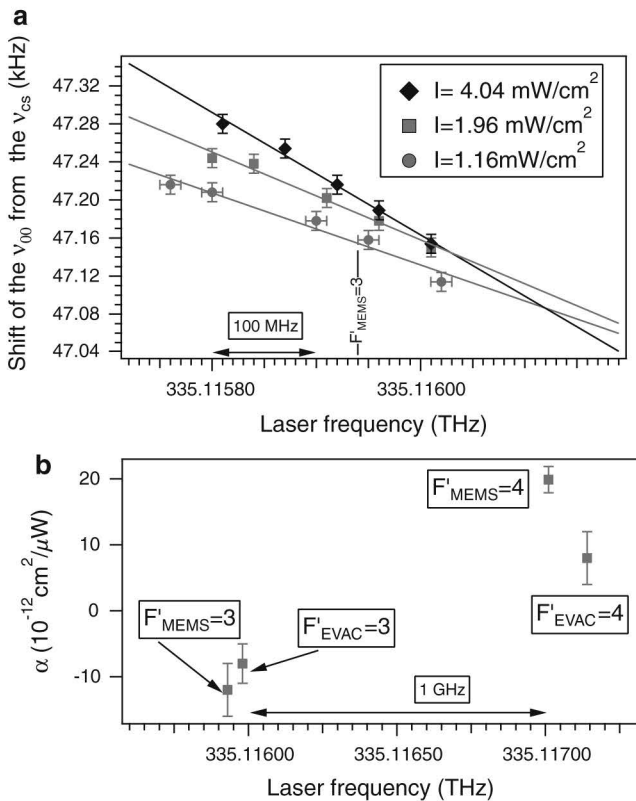 a
Shift of the ν00 from the νcs (kHz)
47.32
47.28
47.24
47.20
47.16
47.12
47.08
47.04
I= 4.04 mW/cm²
I=1.96 mW/cm²
I=1.16mW/cm²
100 MHz
F'MEMS=3
335.11580
335.11600
Laser frequency (THz)
b
α (10⁻¹²cm²/μW)
20
10
0
-10
F'MEMS=4
F'MEMS=3
F'EVAC=3
F'EVAC=4
1 GHz
335.11600
335.11650
335.11700
Laser frequency (THz)